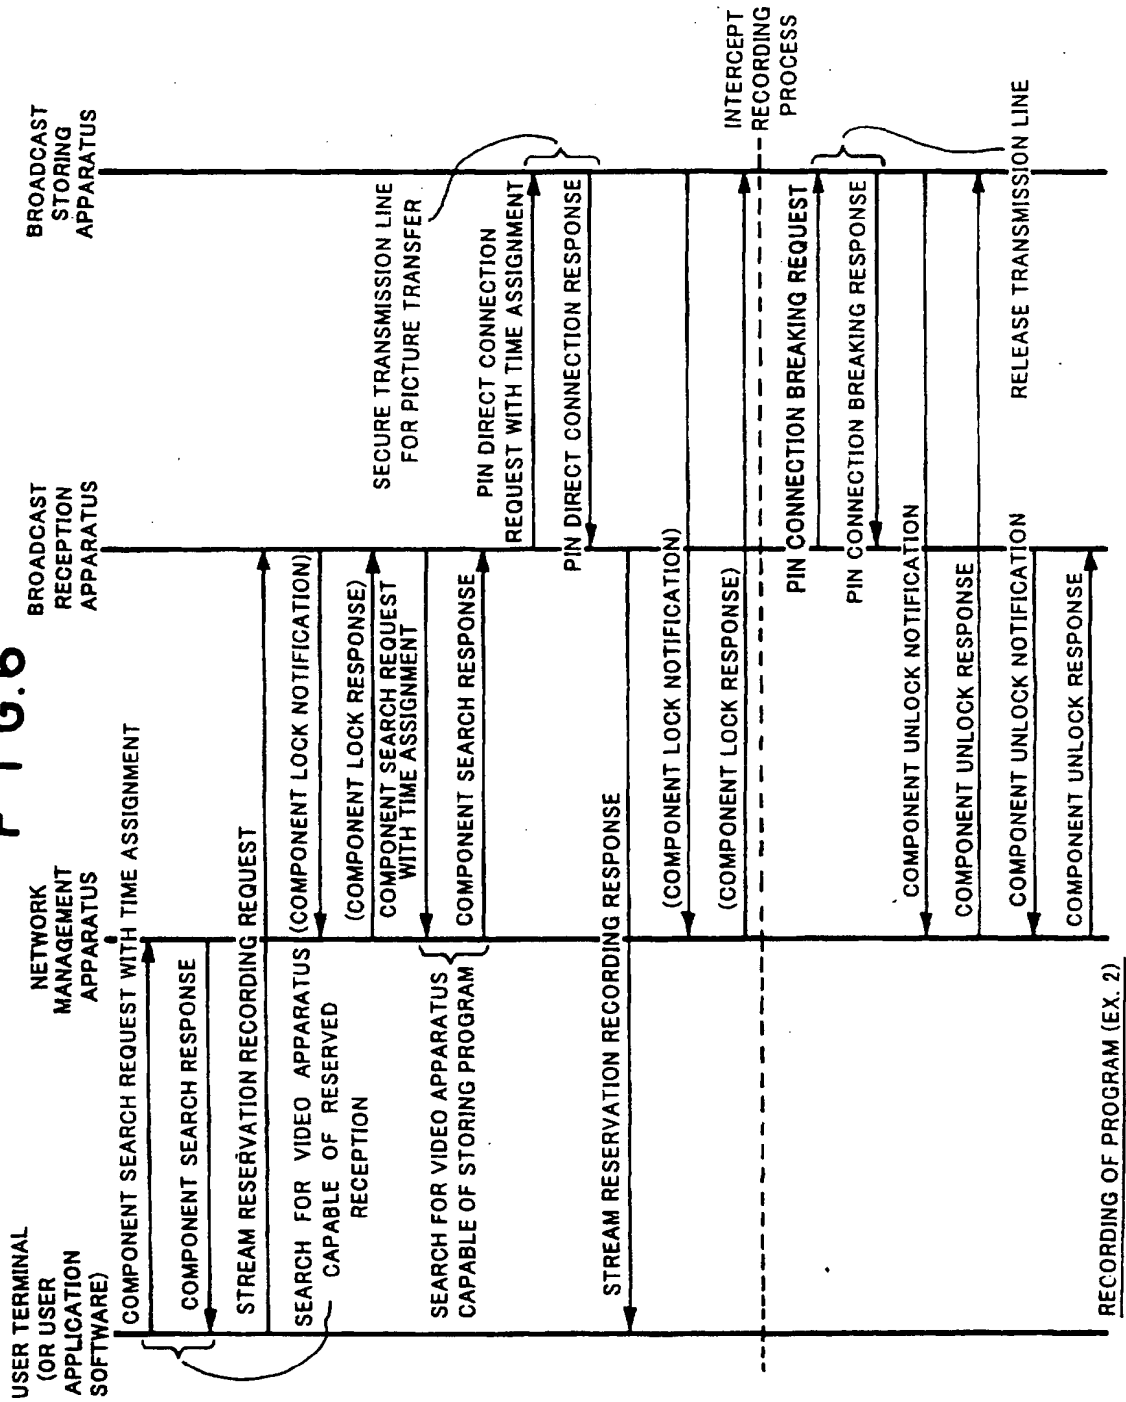 FIG.6
USER TERMINAL
(OR USER
APPLICATION
SOFTWARE)
NETWORK
MANAGEMENT
APPARATUS
BROADCAST
RECEPTION
APPARATUS
BROADCAST
STORING
APPARATUS
COMPONENT SEARCH REQUEST WITH TIME ASSIGNMENT
COMPONENT SEARCH RESPONSE
STREAM RESERVATION RECORDING REQUEST
SEARCH FOR VIDEO APPARATUS
CAPABLE OF RESERVED
RECEPTION
(COMPONENT LOCK NOTIFICATION)
(COMPONENT LOCK RESPONSE)
COMPONENT SEARCH REQUEST
WITH TIME ASSIGNMENT
COMPONENT SEARCH RESPONSE
SEARCH FOR VIDEO APPARATUS
CAPABLE OF STORING PROGRAM
SECURE TRANSMISSION LINE
FOR PICTURE TRANSFER
PIN DIRECT CONNECTION
REQUEST WITH TIME ASSIGNMENT
PIN DIRECT CONNECTION RESPONSE
STREAM RESERVATION RECORDING RESPONSE
(COMPONENT LOCK NOTIFICATION)
(COMPONENT LOCK RESPONSE)
INTERCEPT
RECORDING
PROCESS
PIN CONNECTION BREAKING REQUEST
PIN CONNECTION BREAKING RESPONSE
COMPONENT UNLOCK NOTIFICATION
COMPONENT UNLOCK RESPONSE
RELEASE TRANSMISSION LINE
COMPONENT UNLOCK NOTIFICATION
COMPONENT UNLOCK RESPONSE
RECORDING OF PROGRAM (EX. 2)